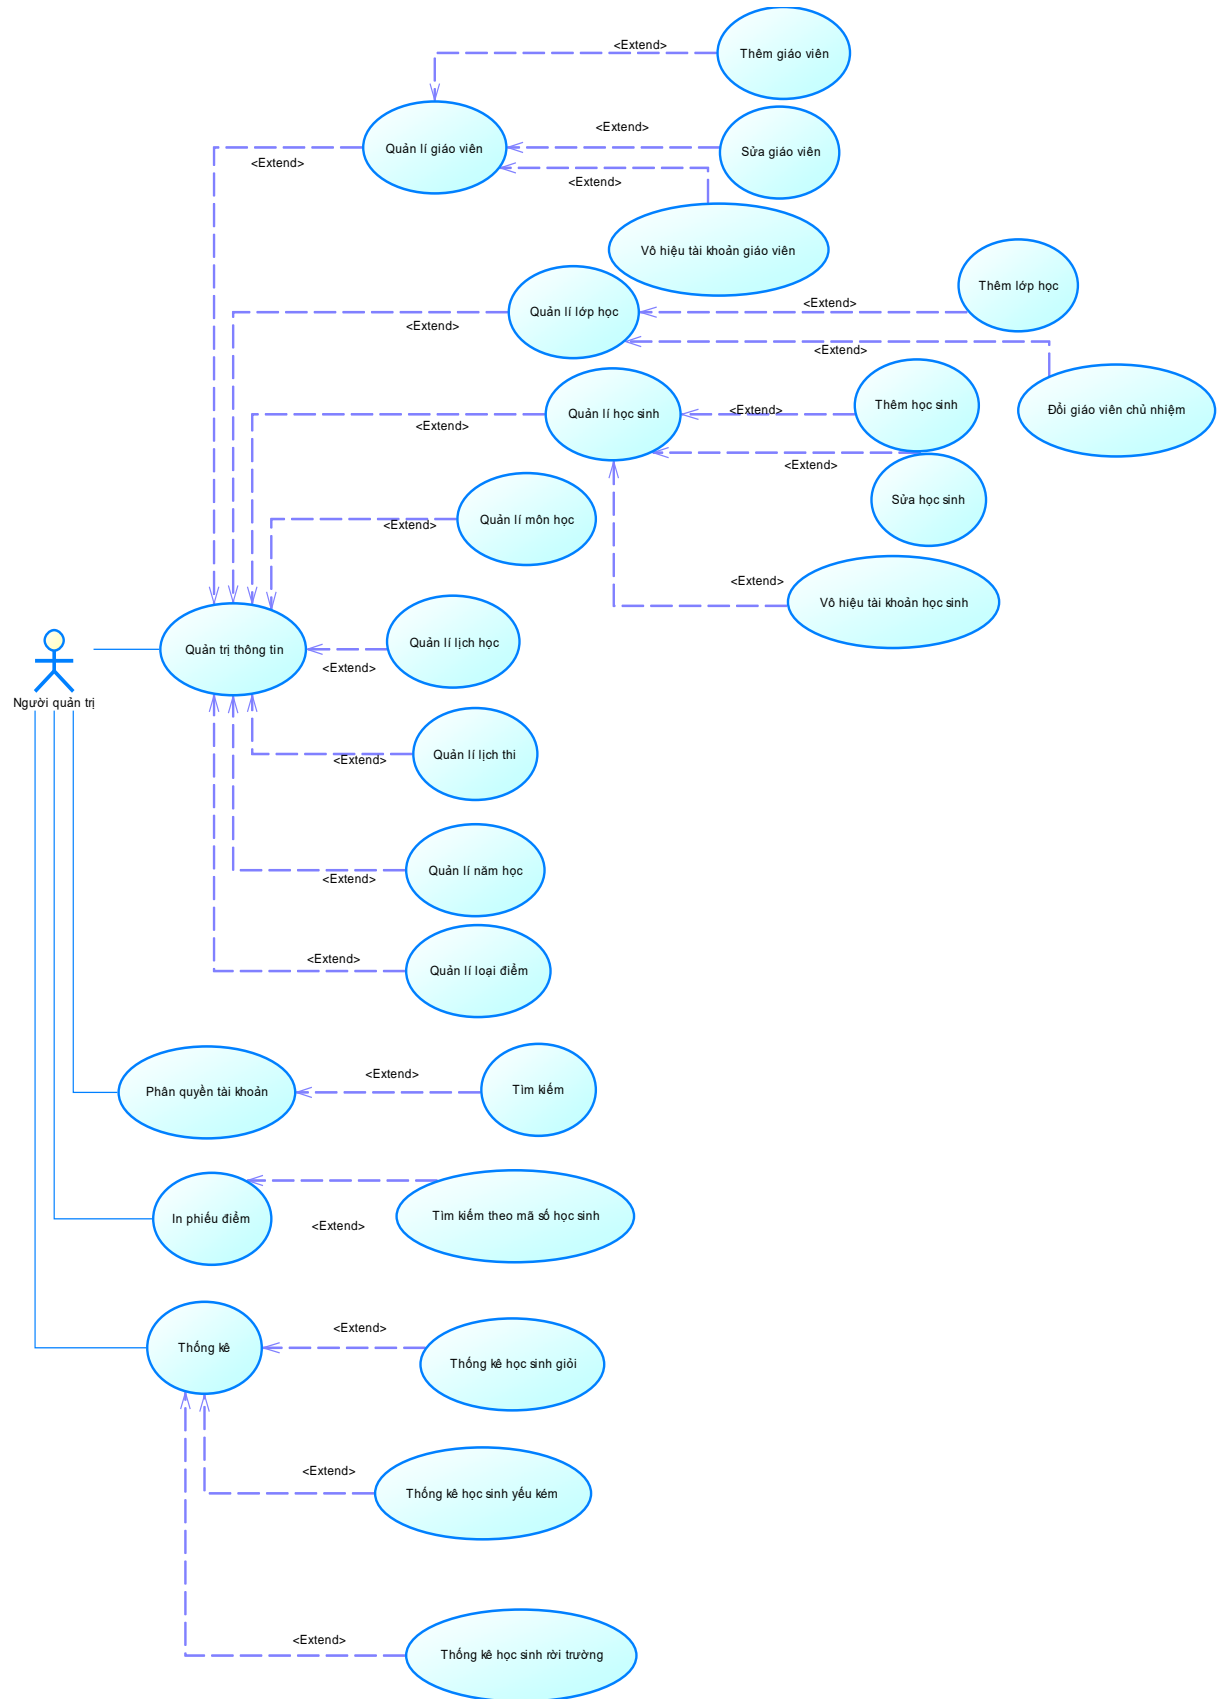 <Extend>
Thêm giáo viên
<Extend>
Sửa giáo viên
Quản lí giáo viên
<Extend>
<Extend>
Vô hiệu tài khoản giáo viên
Thêm lớp học
<Extend>
Quản lí lớp học
<Extend>
<Extend>
Đổi giáo viên chủ nhiệm
Quản lí học sinh
<Extend>
Thêm học sinh
<Extend>
<Extend>
Sửa học sinh
Quản lí môn học
<Extend>
<Extend>
Vô hiệu tài khoản học sinh
Quản trị thông tin
Quản lí lịch học
<Extend>
Người quản trị
Quản lí lịch thi
<Extend>
Quản lí năm học
<Extend>
<Extend>
Quản lí loại điểm
<Extend>
Phân quyền tài khoản
Tìm kiếm
In phiếu điểm
Tìm kiếm theo mã số học sinh
<Extend>
<Extend>
Thống kê
Thống kê học sinh giỏi
<Extend>
Thống kê học sinh yếu kém
<Extend>
Thống kê học sinh rời trường